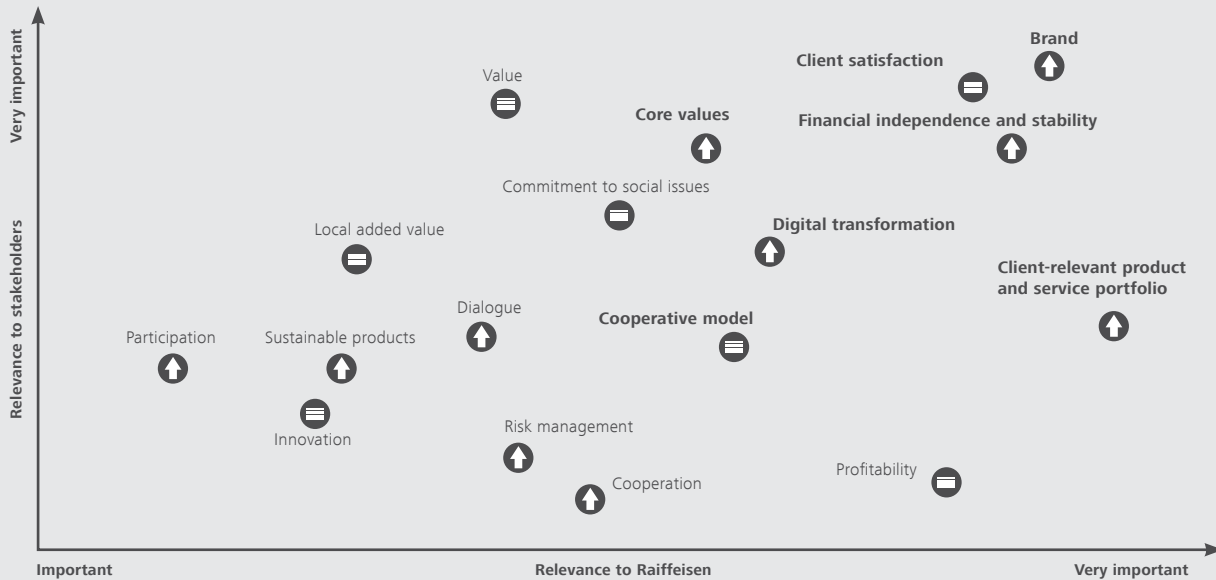 Very important
Relevance to stakeholders
Brand
Client satisfaction
Value
Core values
Financial independence and stability
Commitment to social issues
Local added value
Digital transformation
Client-relevant product
and service portfolio
Dialogue
Cooperative model
Participation
Sustainable products
Innovation
Risk management
Cooperation
Profitability
Important
Relevance to Raiffeisen
Very important